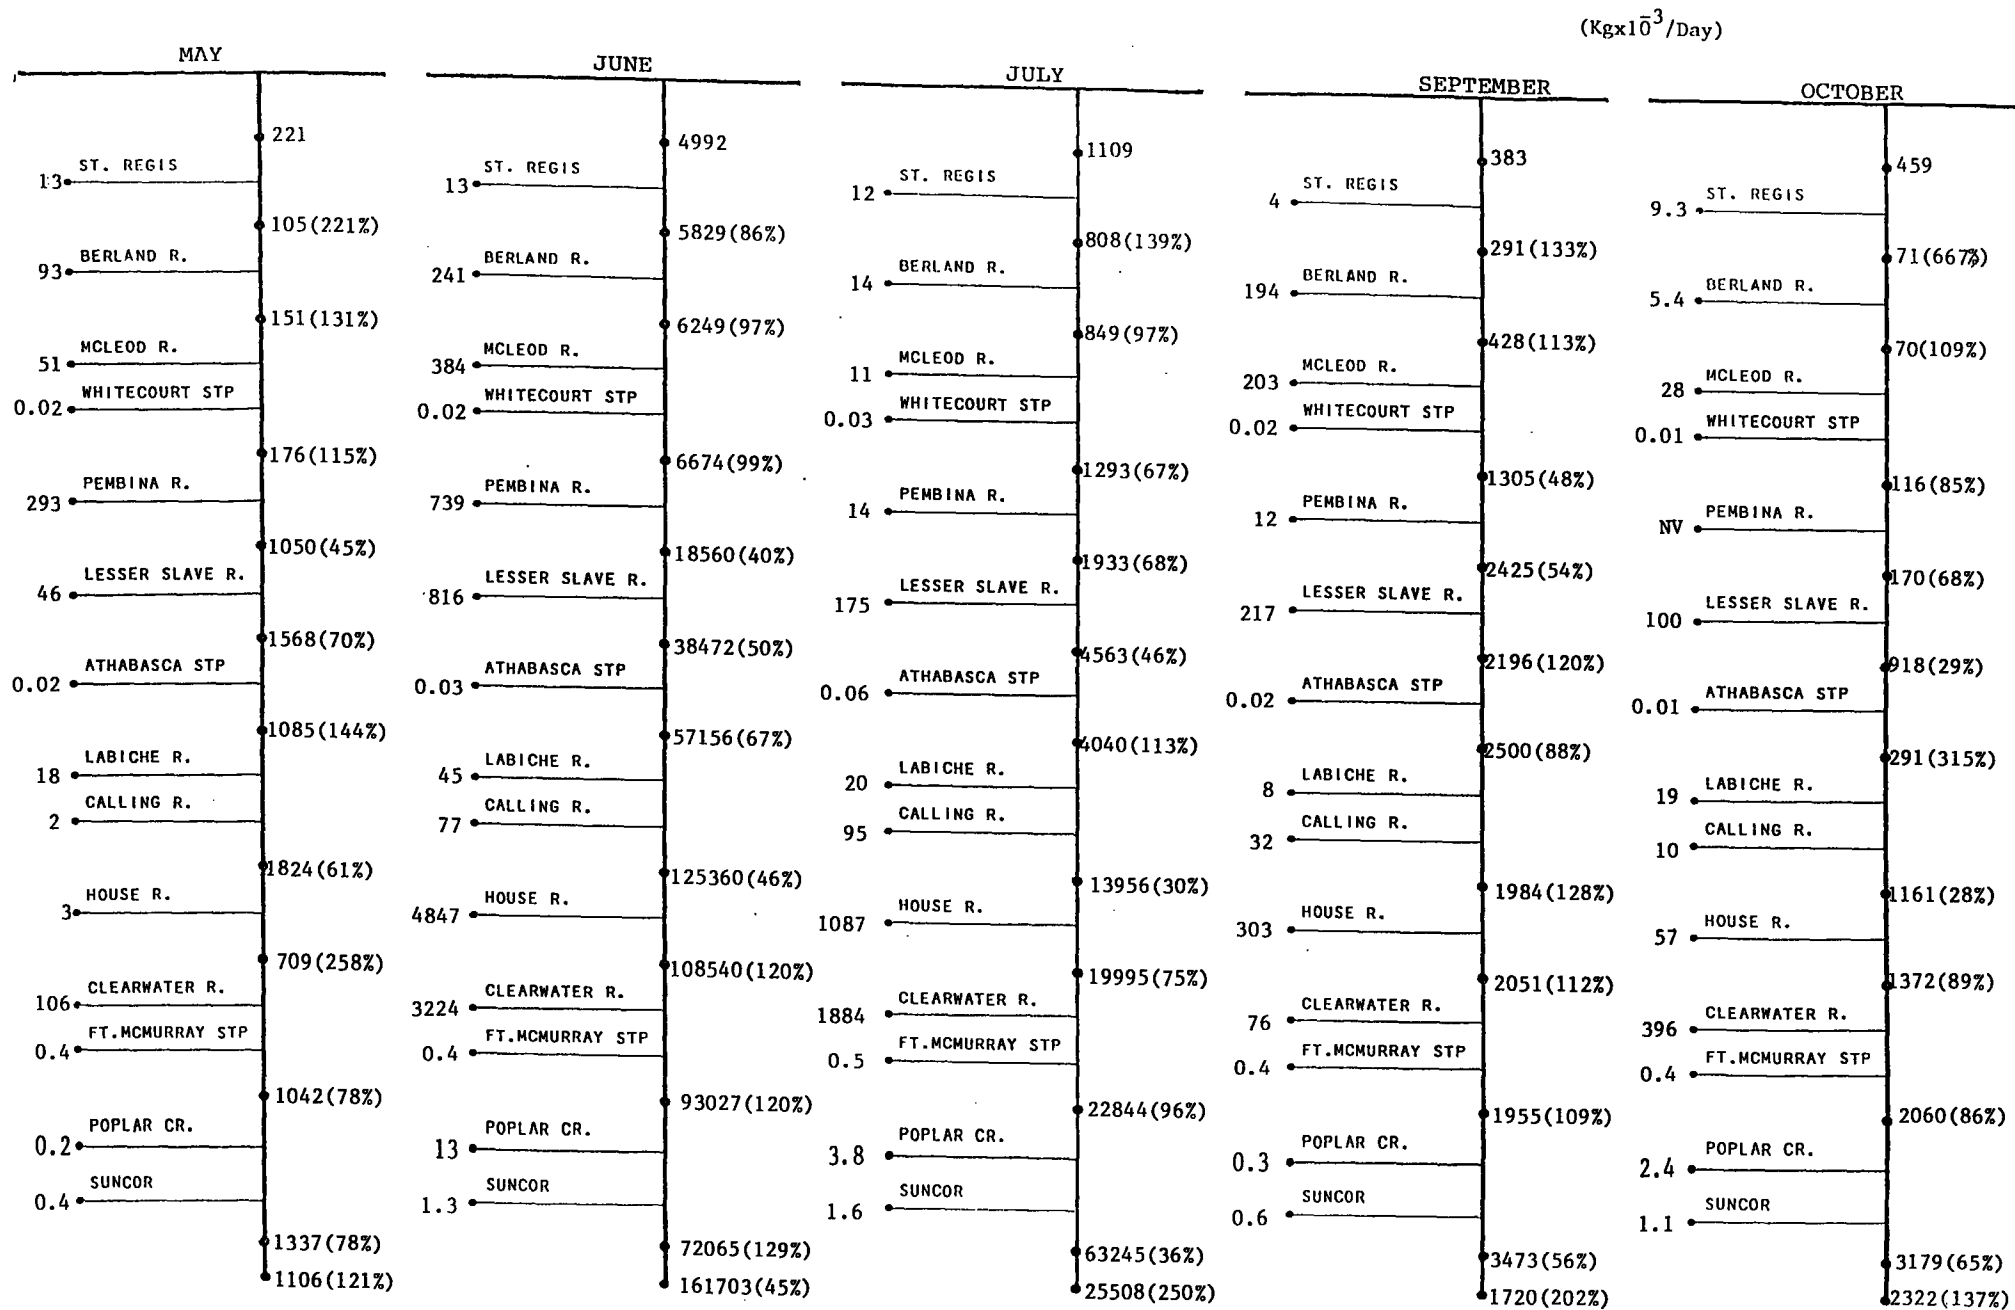 (Kgx10̄³/Day)
MAY
221
ST. REGIS
13
105(221%)
BERLAND R.
93
151(131%)
MCLEOD R.
51
WHITECOURT STP
0.02
176(115%)
PEMBINA R.
293
1050(45%)
LESSER SLAVE R.
46
1568(70%)
ATHABASCA STP
0.02
1085(144%)
LABICHE R.
18
CALLING R.
2
1824(61%)
HOUSE R.
3
709(258%)
CLEARWATER R.
106
FT.MCMURRAY STP
0.4
1042(78%)
POPLAR CR.
0.2
SUNCOR
0.4
1337(78%)
1106(121%)
JUNE
4992
ST. REGIS
13
5829(86%)
BERLAND R.
241
6249(97%)
MCLEOD R.
384
WHITECOURT STP
0.02
6674(99%)
PEMBINA R.
739
18560(40%)
LESSER SLAVE R.
816
38472(50%)
ATHABASCA STP
0.03
57156(67%)
LABICHE R.
45
CALLING R.
77
125360(46%)
HOUSE R.
4847
108540(120%)
CLEARWATER R.
3224
FT.MCMURRAY STP
0.4
93027(120%)
POPLAR CR.
13
SUNCOR
1.3
72065(129%)
161703(45%)
JULY
1109
ST. REGIS
12
808(139%)
BERLAND R.
14
849(97%)
MCLEOD R.
11
WHITECOURT STP
0.03
1293(67%)
PEMBINA R.
14
1933(68%)
LESSER SLAVE R.
175
4563(46%)
ATHABASCA STP
0.06
4040(113%)
LABICHE R.
20
CALLING R.
95
13956(30%)
HOUSE R.
1087
19995(75%)
CLEARWATER R.
1884
FT.MCMURRAY STP
0.5
22844(96%)
POPLAR CR.
3.8
SUNCOR
1.6
63245(36%)
25508(250%)
SEPTEMBER
383
ST. REGIS
4
291(133%)
BERLAND R.
194
428(113%)
MCLEOD R.
203
WHITECOURT STP
0.02
1305(48%)
PEMBINA R.
12
2425(54%)
LESSER SLAVE R.
217
2196(120%)
ATHABASCA STP
0.02
2500(88%)
LABICHE R.
8
CALLING R.
32
1984(128%)
HOUSE R.
303
2051(112%)
CLEARWATER R.
76
FT.MCMURRAY STP
0.4
1955(109%)
POPLAR CR.
0.3
SUNCOR
0.6
3473(56%)
1720(202%)
OCTOBER
459
ST. REGIS
9.3
71(667%)
BERLAND R.
5.4
70(109%)
MCLEOD R.
28
WHITECOURT STP
0.01
116(85%)
PEMBINA R.
NV
170(68%)
LESSER SLAVE R.
100
918(29%)
ATHABASCA STP
0.01
291(315%)
LABICHE R.
19
CALLING R.
10
1161(28%)
HOUSE R.
57
1372(89%)
CLEARWATER R.
396
FT.MCMURRAY STP
0.4
2060(86%)
POPLAR CR.
2.4
SUNCOR
1.1
3179(65%)
2322(137%)